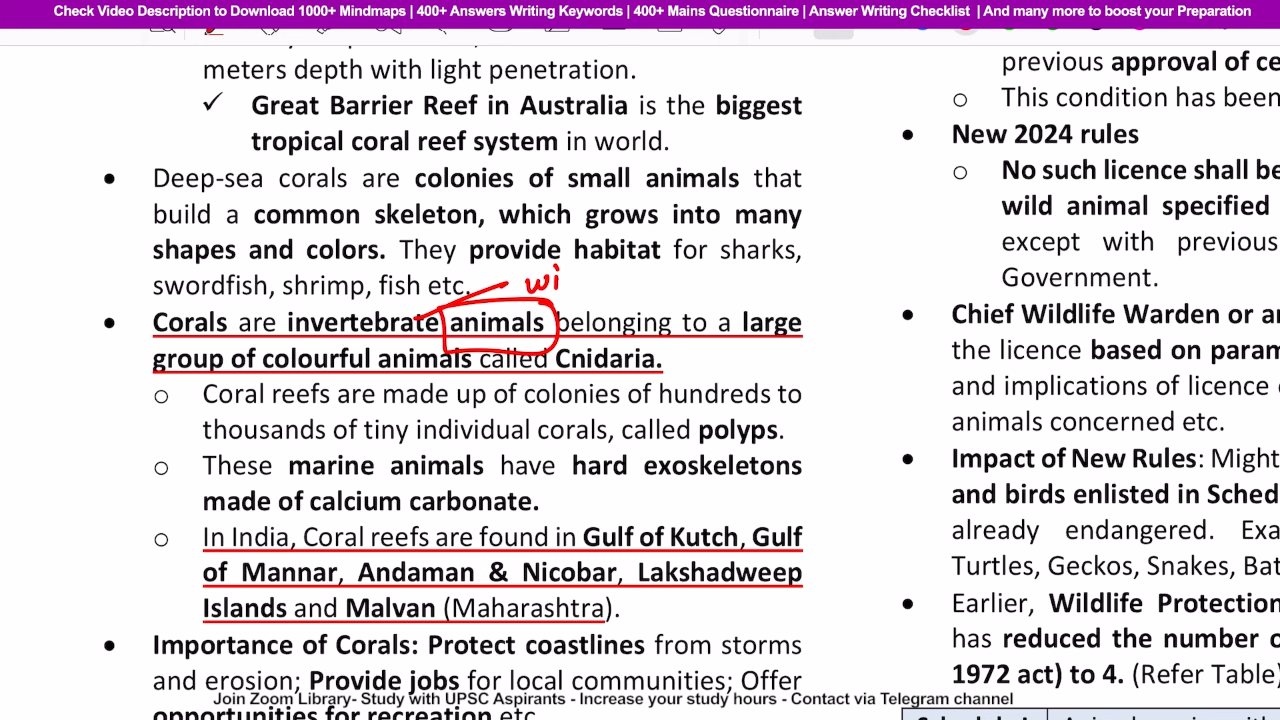 Check Video Description to Download 1000+ Mindmaps | 400+ Answers Writing Keywords | 400+ Mains Questionnaire | Answer Writing Checklist | And many more to boost your Preparation
meters depth with light penetration.
✓ Great Barrier Reef in Australia is the biggest
tropical coral reef system in world.
• Deep-sea corals are colonies of small animals that
build a common skeleton, which grows into many
shapes and colors. They provide habitat for sharks,
swordfish, shrimp, fish etc.
wi
• Corals are invertebrate animals belonging to a large
group of colourful animals called Cnidaria.
o Coral reefs are made up of colonies of hundreds to
thousands of tiny individual corals, called polyps.
o These marine animals have hard exoskeletons
made of calcium carbonate.
o In India, Coral reefs are found in Gulf of Kutch, Gulf
of Mannar, Andaman & Nicobar, Lakshadweep
Islands and Malvan (Maharashtra).
• Importance of Corals: Protect coastlines from storms
and erosion; Provide jobs for local communities; Offer
opportunities for recreation etc.
previous approval of ce
o This condition has been
• New 2024 rules
o No such licence shall be
wild animal specified
except with previous
Government.
• Chief Wildlife Warden or a
the licence based on param
and implications of licence
animals concerned etc.
• Impact of New Rules: Might
and birds enlisted in Sched
already endangered. Exa
Turtles, Geckos, Snakes, Bat
• Earlier, Wildlife Protection
has reduced the number o
1972 act) to 4. (Refer Table)
Join Zoom Library- Study with UPSC Aspirants - Increase your study hours - Contact via Telegram channel